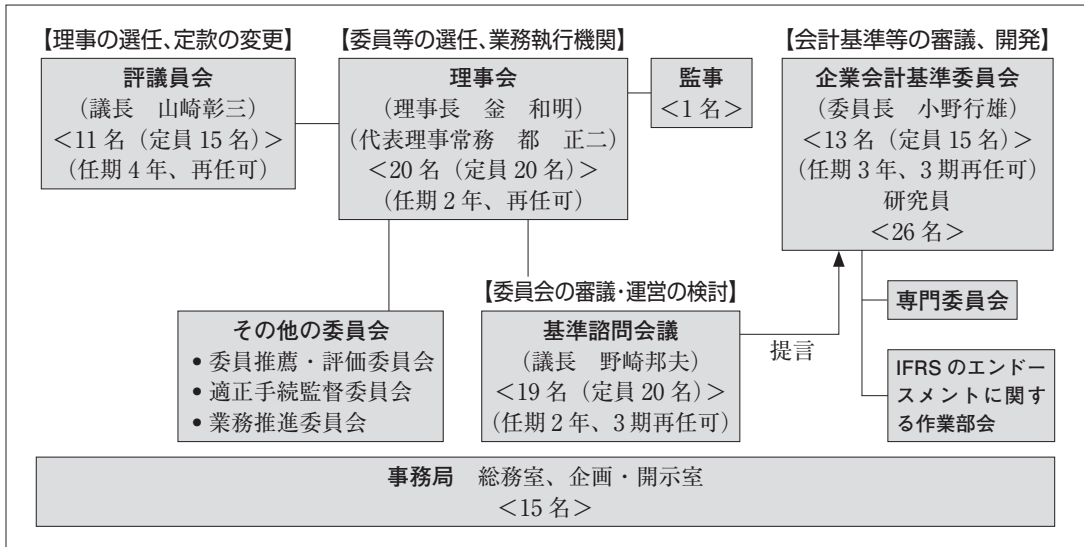 【理事の選任、定款の変更】
評議員会
(議長 山崎彰三)
<11名(定員15名)>
(任期4年、再任可)
【委員等の選任、業務執行機関】
理事会
(理事長 釡 和明)
(代表理事常務 都 正二)
<20名(定員20名)>
(任期2年、再任可)
監事
<1名>
【会計基準等の審議、開発】
企業会計基準委員会
(委員長 小野行雄)
<13名(定員15名)>
(任期3年、3期再任可)
研究員
<26名>
その他の委員会
• 委員推薦・評価委員会
• 適正手続監督委員会
• 業務推進委員会
【委員会の審議・運営の検討】
基準諮問会議
(議長 野崎邦夫)
<19名(定員20名)>
(任期2年、3期再任可)
提言
専門委員会
IFRSのエンドー
スメントに関す
る作業部会
事務局 総務室、企画・開示室
<15名>